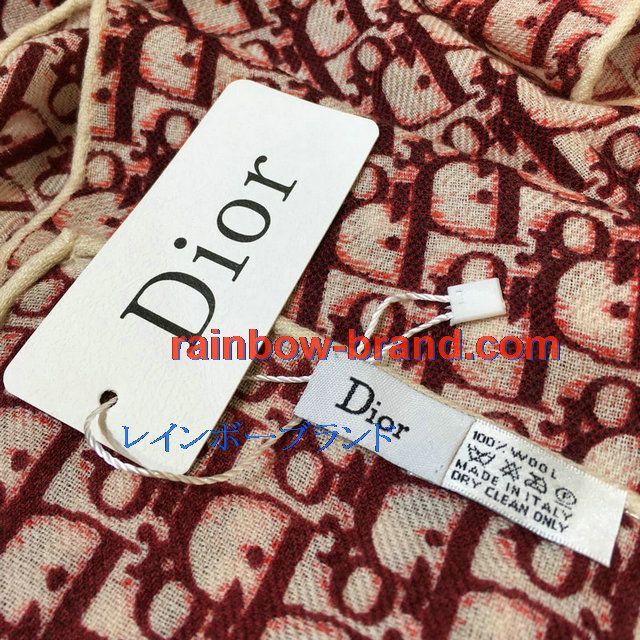 Dior
rainbow-brand.com
レインボーブランド
Dior
100% WOOL
MADE IN ITALY
DRY CLEAN ONLY